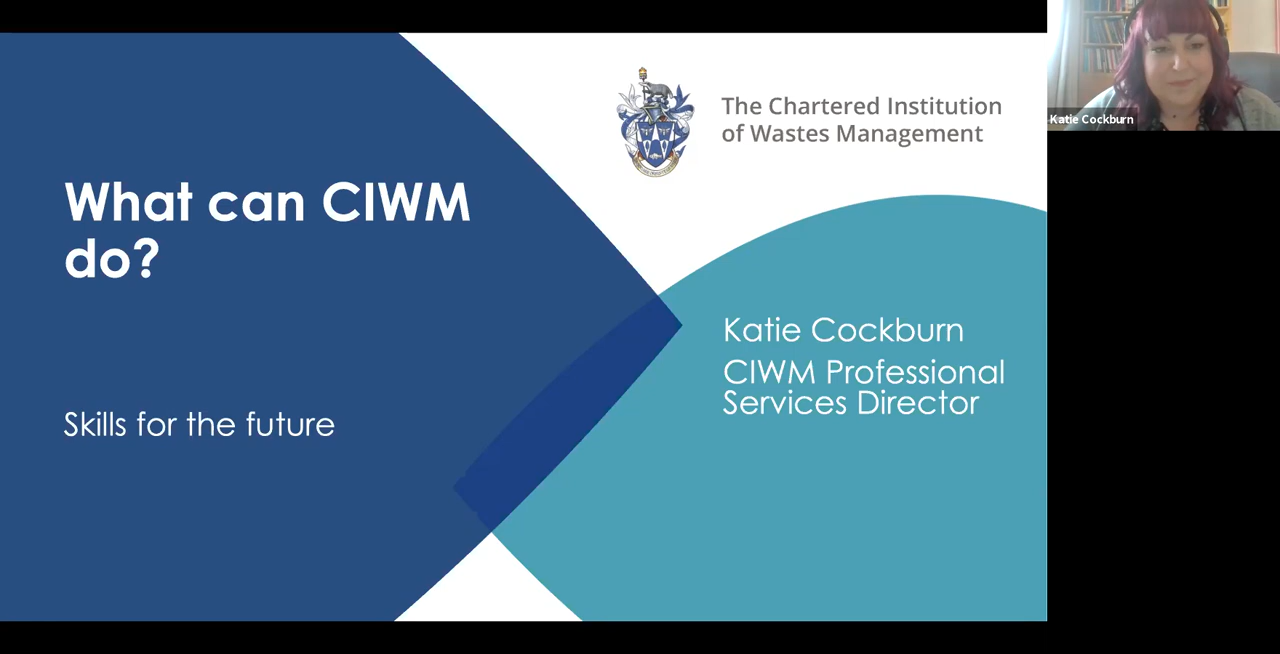 The Chartered Institution
of Wastes Management
Katie Cockburn
What can CIWM
do?
Katie Cockburn
CIWM Professional
Services Director
Skills for the future